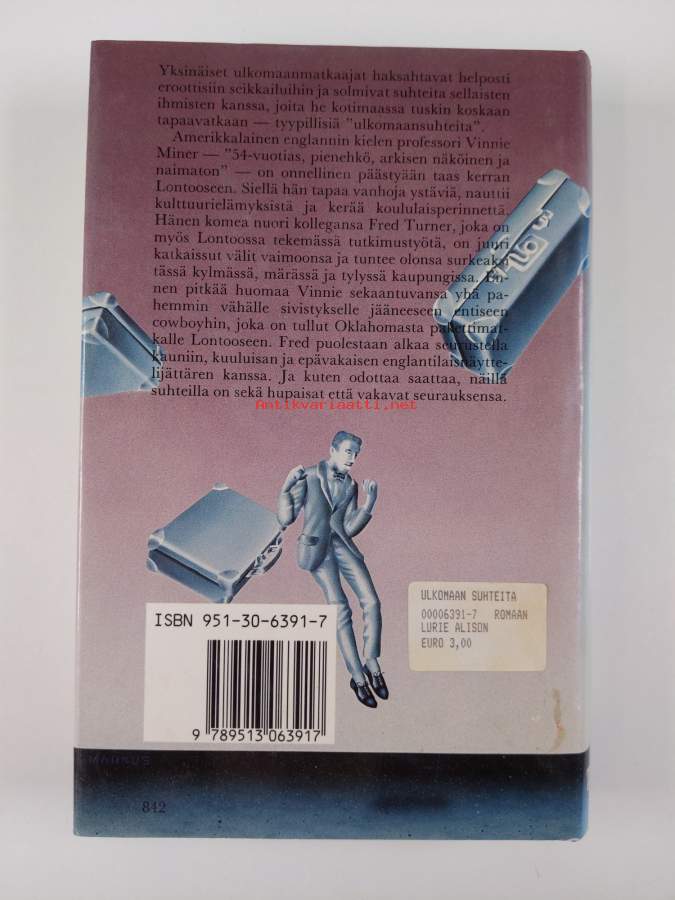 Yksinäiset ulkomaanmatkaajat haksahtavat helposti
eroottisiin seikkailuihin ja solmivat suhteita sellaisten
ihmisten kanssa, joita he kotimaassa tuskin koskaan
tapaavatkaan — tyypillisiä "ulkomaansuhteita".
Amerikkalainen englannin kielen professori Vinnie
Miner — "54-vuotias, pienehkö, arkisen näköinen ja
naimaton" — on onnellinen päästyään taas kerran
Lontooseen. Siellä hän tapaa vanhoja ystäviä, nauttii
kulttuurielämyksistä ja kerää koululaisperinnettä.
Hänen komea nuori kollegansa Fred Turner, joka on
myös Lontoossa tekemässä tutkimustyötä, on juuri
katkaissut välit vaimoonsa ja tuntee olonsa surkeaksi
tässä kylmässä, märässä ja tylyssä kaupungissa. En-
nen pitkää huomaa Vinnie sekaantuvansa yhä pa-
hemmin vähälle sivistykselle jääneeseen entiseen
cowboyhin, joka on tullut Oklahomasta pakettimat-
kalle Lontooseen. Fred puolestaan alkaa seurustella
kauniin, kuuluisan ja epävakaisen englantilaisnäytte-
lijättären kanssa. Ja kuten odottaa saattaa, näillä
suhteilla on sekä hupaisat että vakavat seurauksensa.
Antikvariaatti.net
ISBN 951-30-6391-7
9 789513 063917
ULKOMAAN SUHTEITA
00006391-7 ROMAAN
LURIE ALISON
EURO 3,00
MARKUS
842